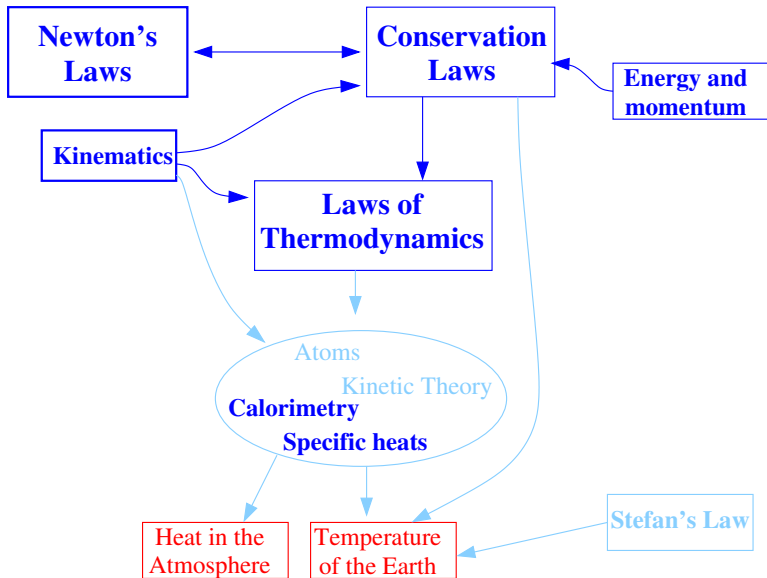 Newton's
Laws
Conservation
Laws
Energy and
momentum
Kinematics
Laws of
Thermodynamics
Atoms
Kinetic Theory
Calorimetry
Specific heats
Heat in the
Atmosphere
Temperature
of the Earth
Stefan's Law